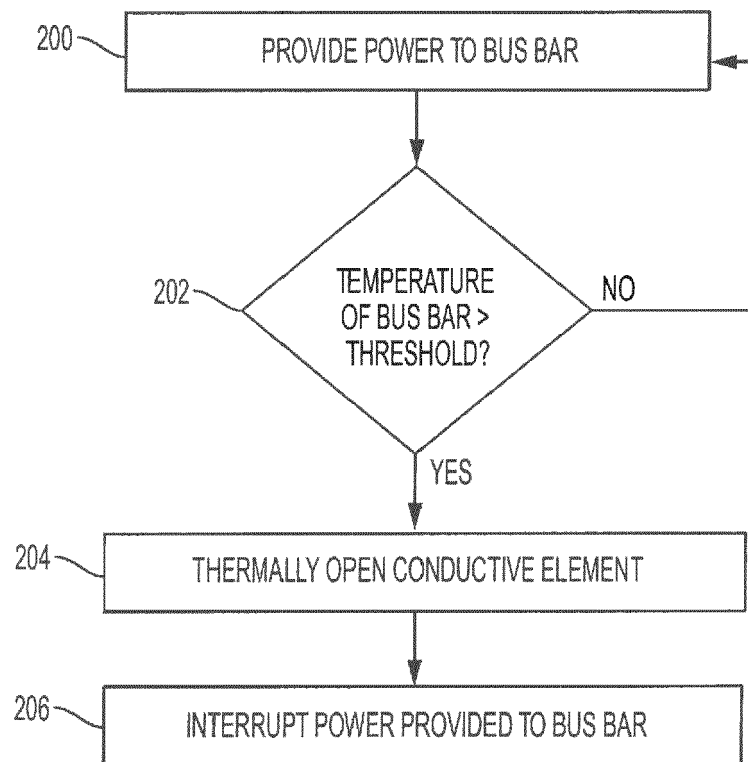 200
PROVIDE POWER TO BUS BAR
202
TEMPERATURE
OF BUS BAR >
THRESHOLD?
NO
YES
204
THERMALLY OPEN CONDUCTIVE ELEMENT
206
INTERRUPT POWER PROVIDED TO BUS BAR